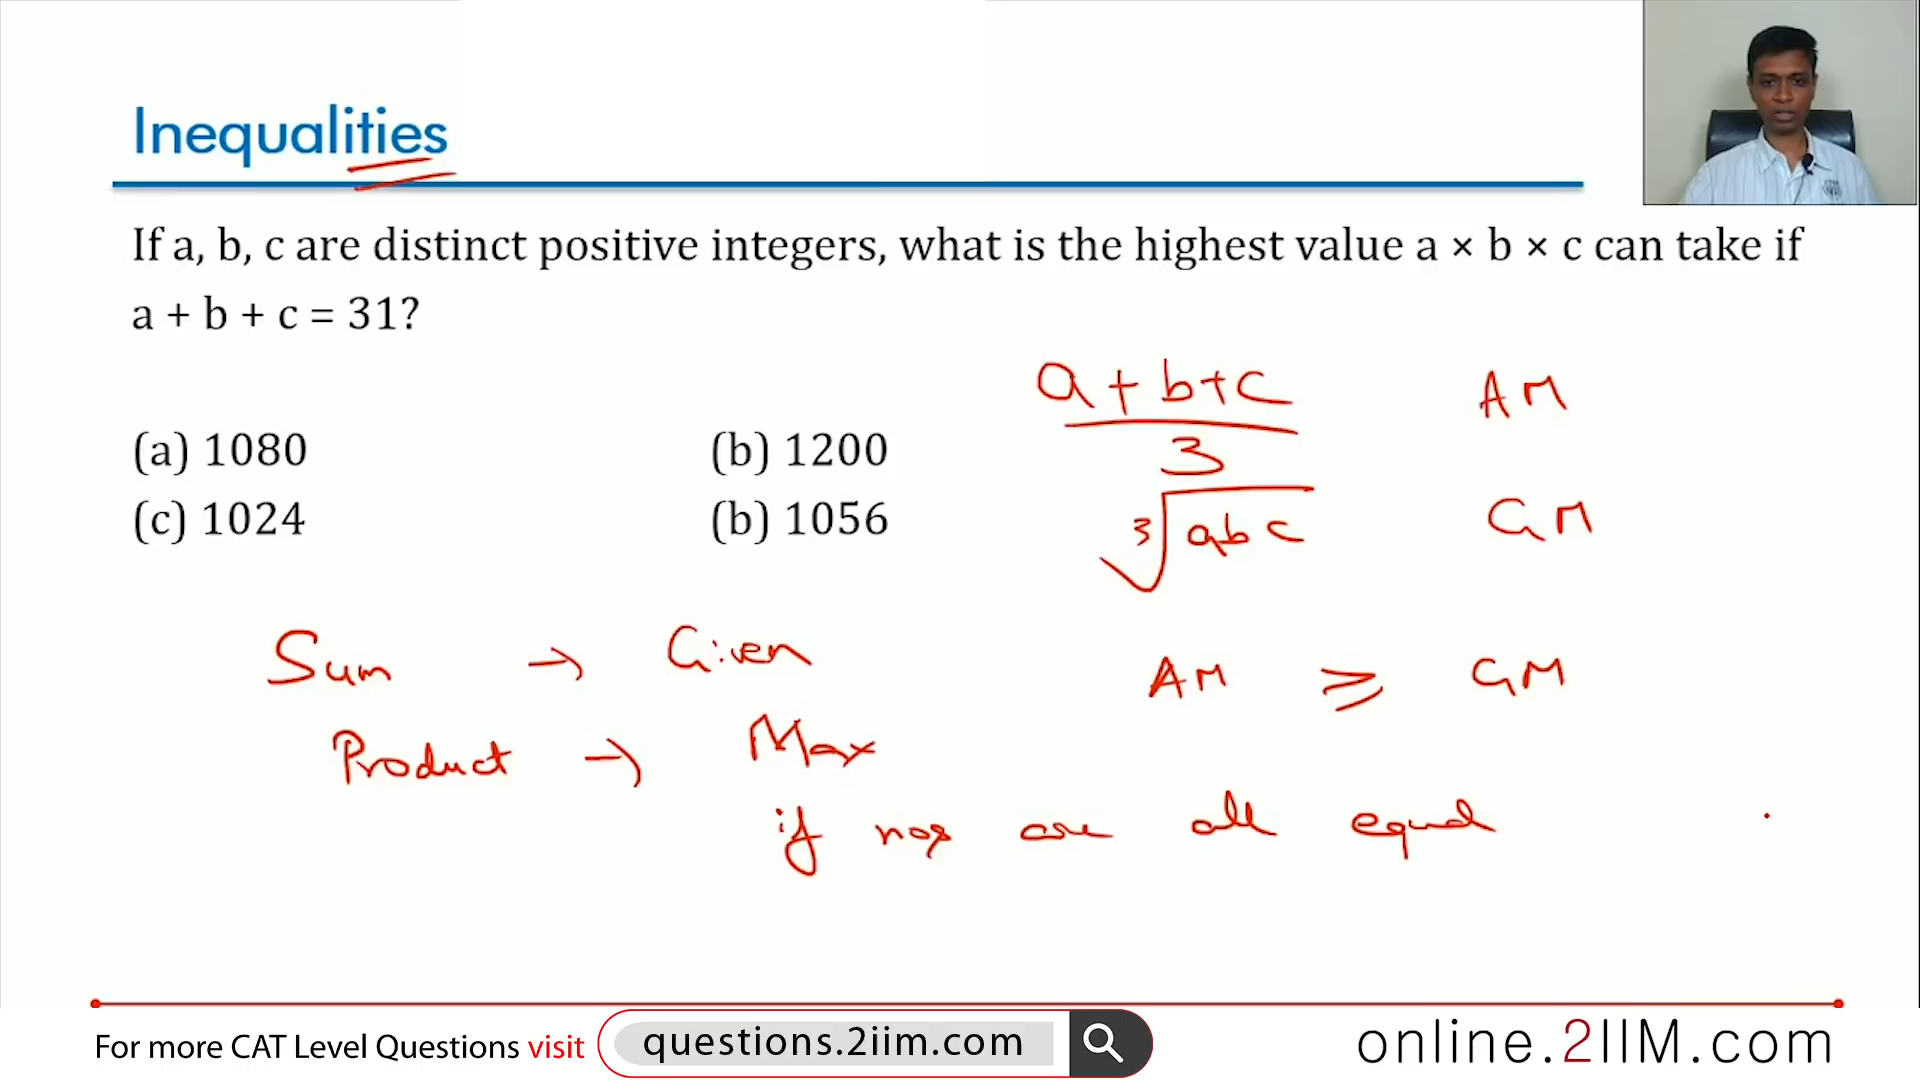 Inequalities
If a, b, c are distinct positive integers, what is the highest value a × b × c can take if
a + b + c = 31?
(a) 1080
(b) 1200
(c) 1024
(b) 1056
a + b + c
3
AM
3√abc
GM
Sum → Given
AM ≥ GM
Product → Max
if nos are all equal
For more CAT Level Questions visit
questions.2iim.com
online.2IIM.com